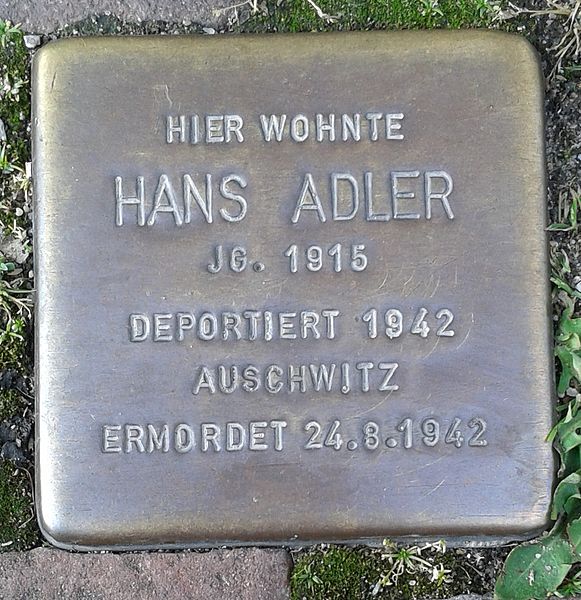 HIER WOHNTE
HANS ADLER
JG. 1915
DEPORTIERT 1942
AUSCHWITZ
ERMORDET 24.8.1942